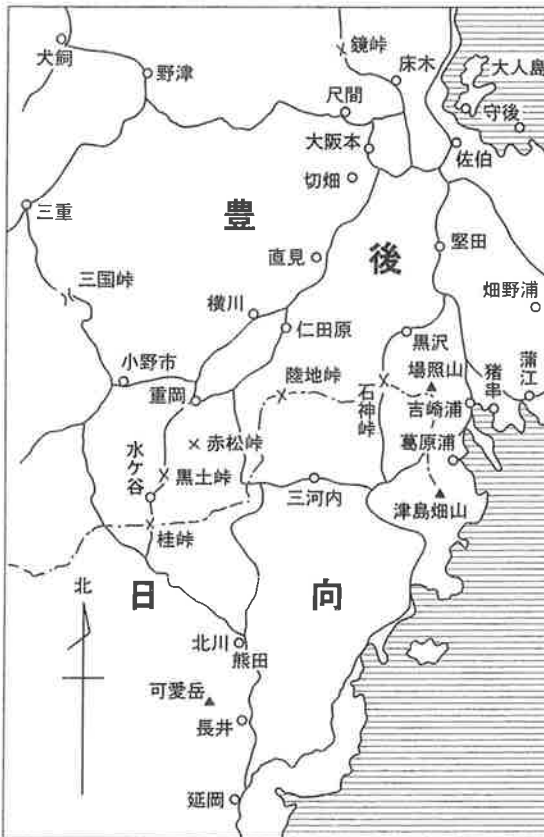 犬飼
野津
鏡峠
床木
大人島
尺間
守後
大阪本
佐伯
切畑
三重
豊
後
堅田
直見
畑野浦
三国峠
横川
仁田原
黒沢
小野市
陸地峠
石神峠
場照山
猪串
蒲江
重岡
吉崎浦
赤松峠
葛原浦
水ケ谷
黒土峠
三河内
津島畑山
桂峠
北
日
向
北川
熊田
可愛岳
長井
延岡